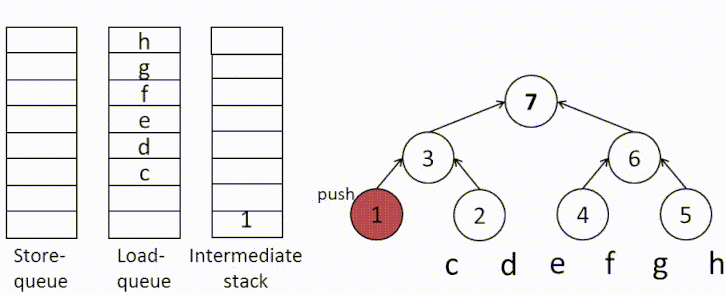 h
g
f
e
d
c
1
Store-
queue
Load-
queue
Intermediate
stack
7
3
6
push
1
2
4
5
c d e f g h